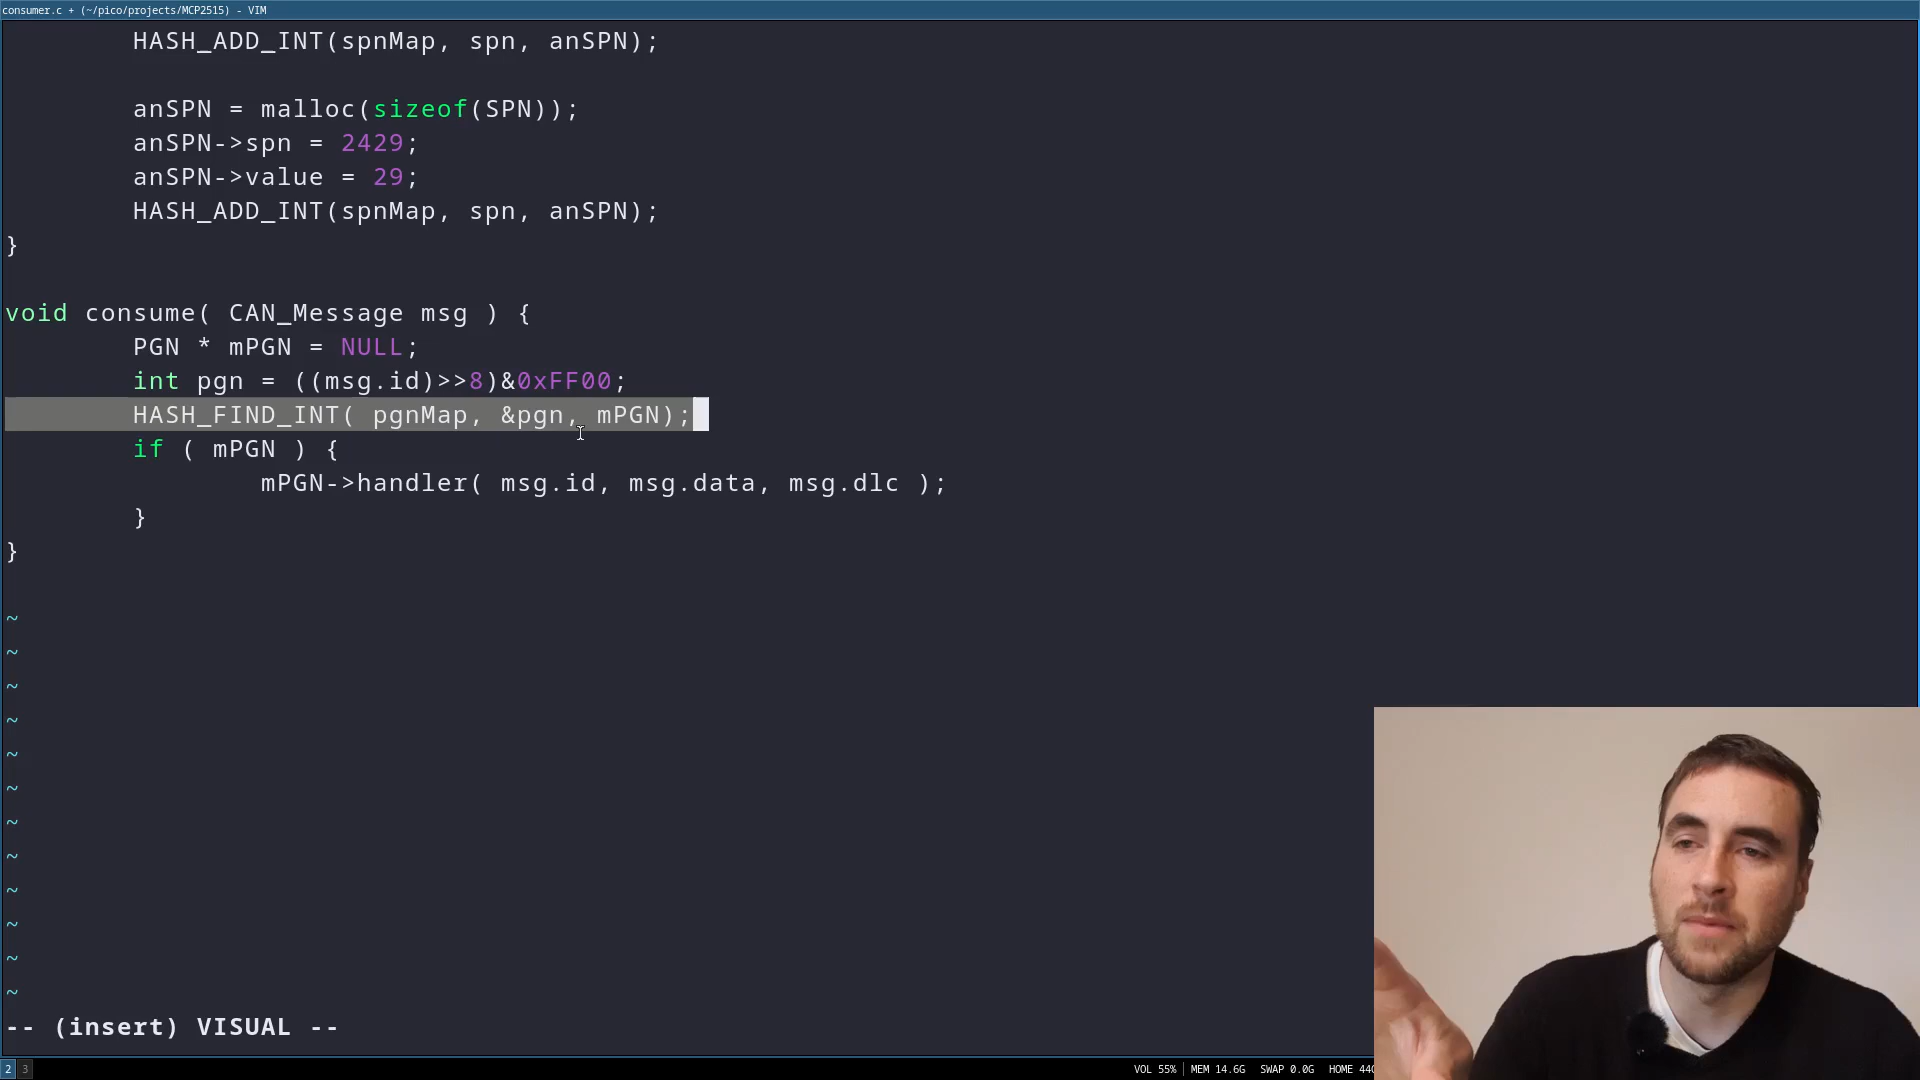 consumer.c + (~/pico/projects/MCP2515) - VIM
HASH_ADD_INT(spnMap, spn, anSPN);
anSPN = malloc(sizeof(SPN));
anSPN->spn = 2429;
anSPN->value = 29;
HASH_ADD_INT(spnMap, spn, anSPN);
}
void consume( CAN_Message msg ) {
PGN * mPGN = NULL;
int pgn = ((msg.id)>>8)&0xFF00;
HASH_FIND_INT( pgnMap, &pgn, mPGN);
if ( mPGN ) {
mPGN->handler( msg.id, msg.data, msg.dlc );
}
}
~
~
~
~
~
~
~
~
~
~
~
~
-- (insert) VISUAL --
2 3 VOL 55% | MEM 14.6G SWAP 0.0G HOME